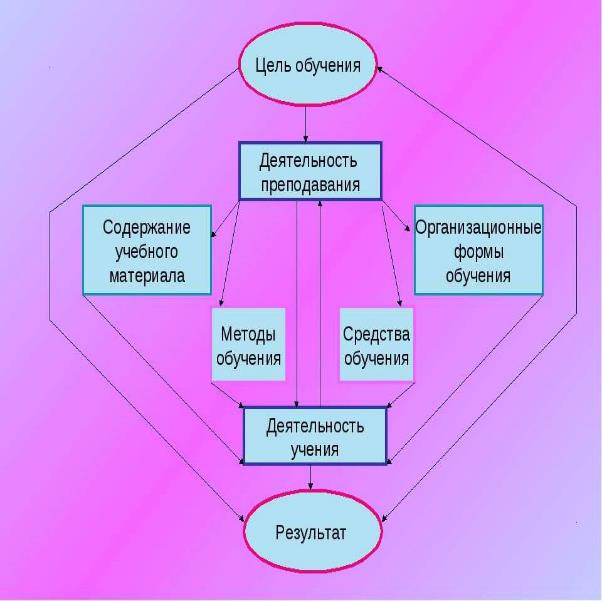 Цель обучения
Деятельность
преподавания
Содержание
учебного
материала
Организационные
формы
обучения
Методы
обучения
Средства
обучения
Деятельность
учения
Результат